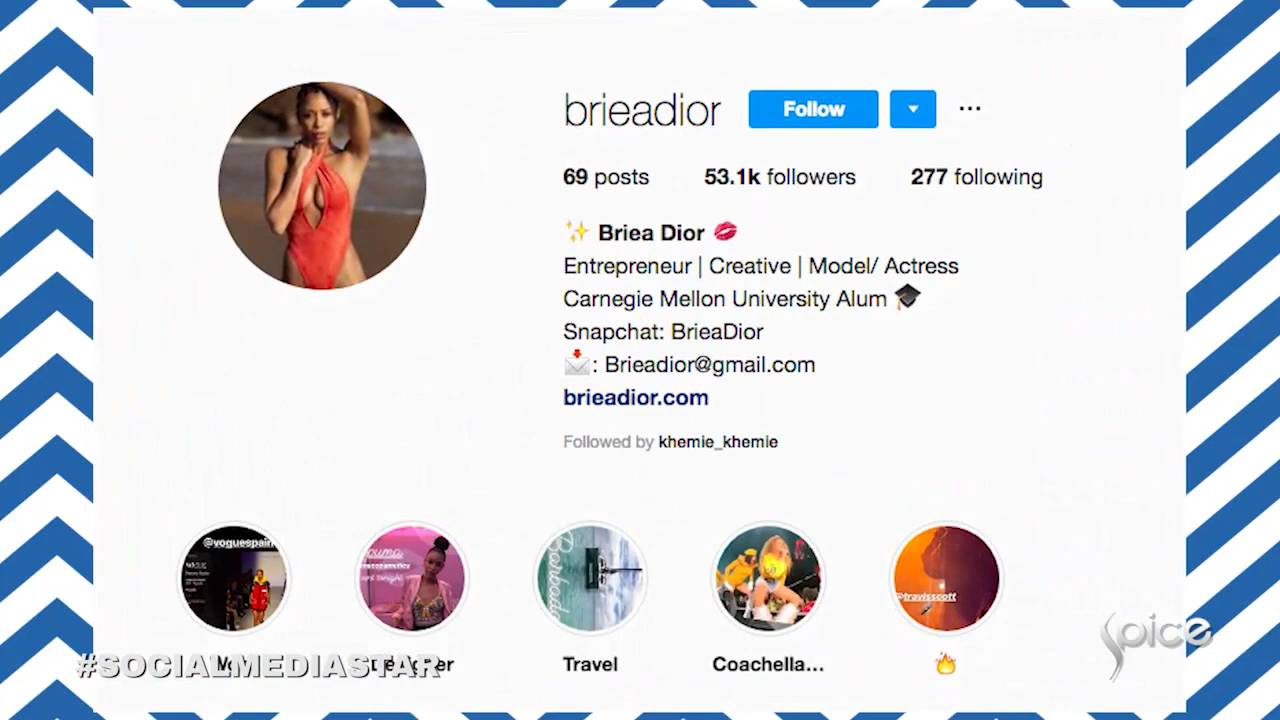 brieadior Follow ...
69 posts 53.1k followers 277 following
✨ Briea Dior 💋
Entrepreneur | Creative | Model/ Actress
Carnegie Mellon University Alum 🎓
Snapchat: BrieaDior
📩: Brieadior@gmail.com
brieadior.com
Followed by khemie_khemie
@voguespain
Barbado
@travisscott
Travel
Coachella...
🔥
#SOCIALMEDIASTAR
Spice